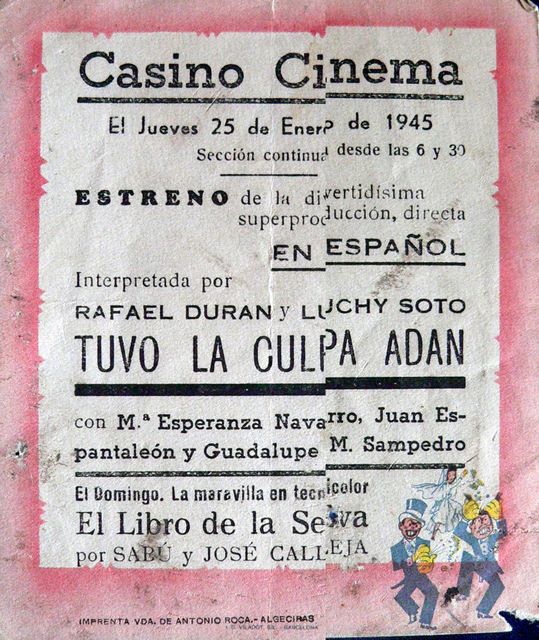 Casino Cinema
El Jueves 25 de Enero de 1945
Sección continua desde las 6 y 30
ESTRENO de la divertidísima
superproducción, directa
EN ESPAÑOL
Interpretada por
RAFAEL DURAN y LUCHY SOTO
TUVO LA CULPA ADAN
con M.ª Esperanza Navarro, Juan Es-
pantaleón y Guadalupe M. Sampedro
El Domingo. La maravilla en tecnicolor
El Libro de la Selva
por SABÚ y JOSÉ CALLEJA
IMPRENTA VDA. DE ANTONIO ROCA.-ALGECIRAS
BARCELONA